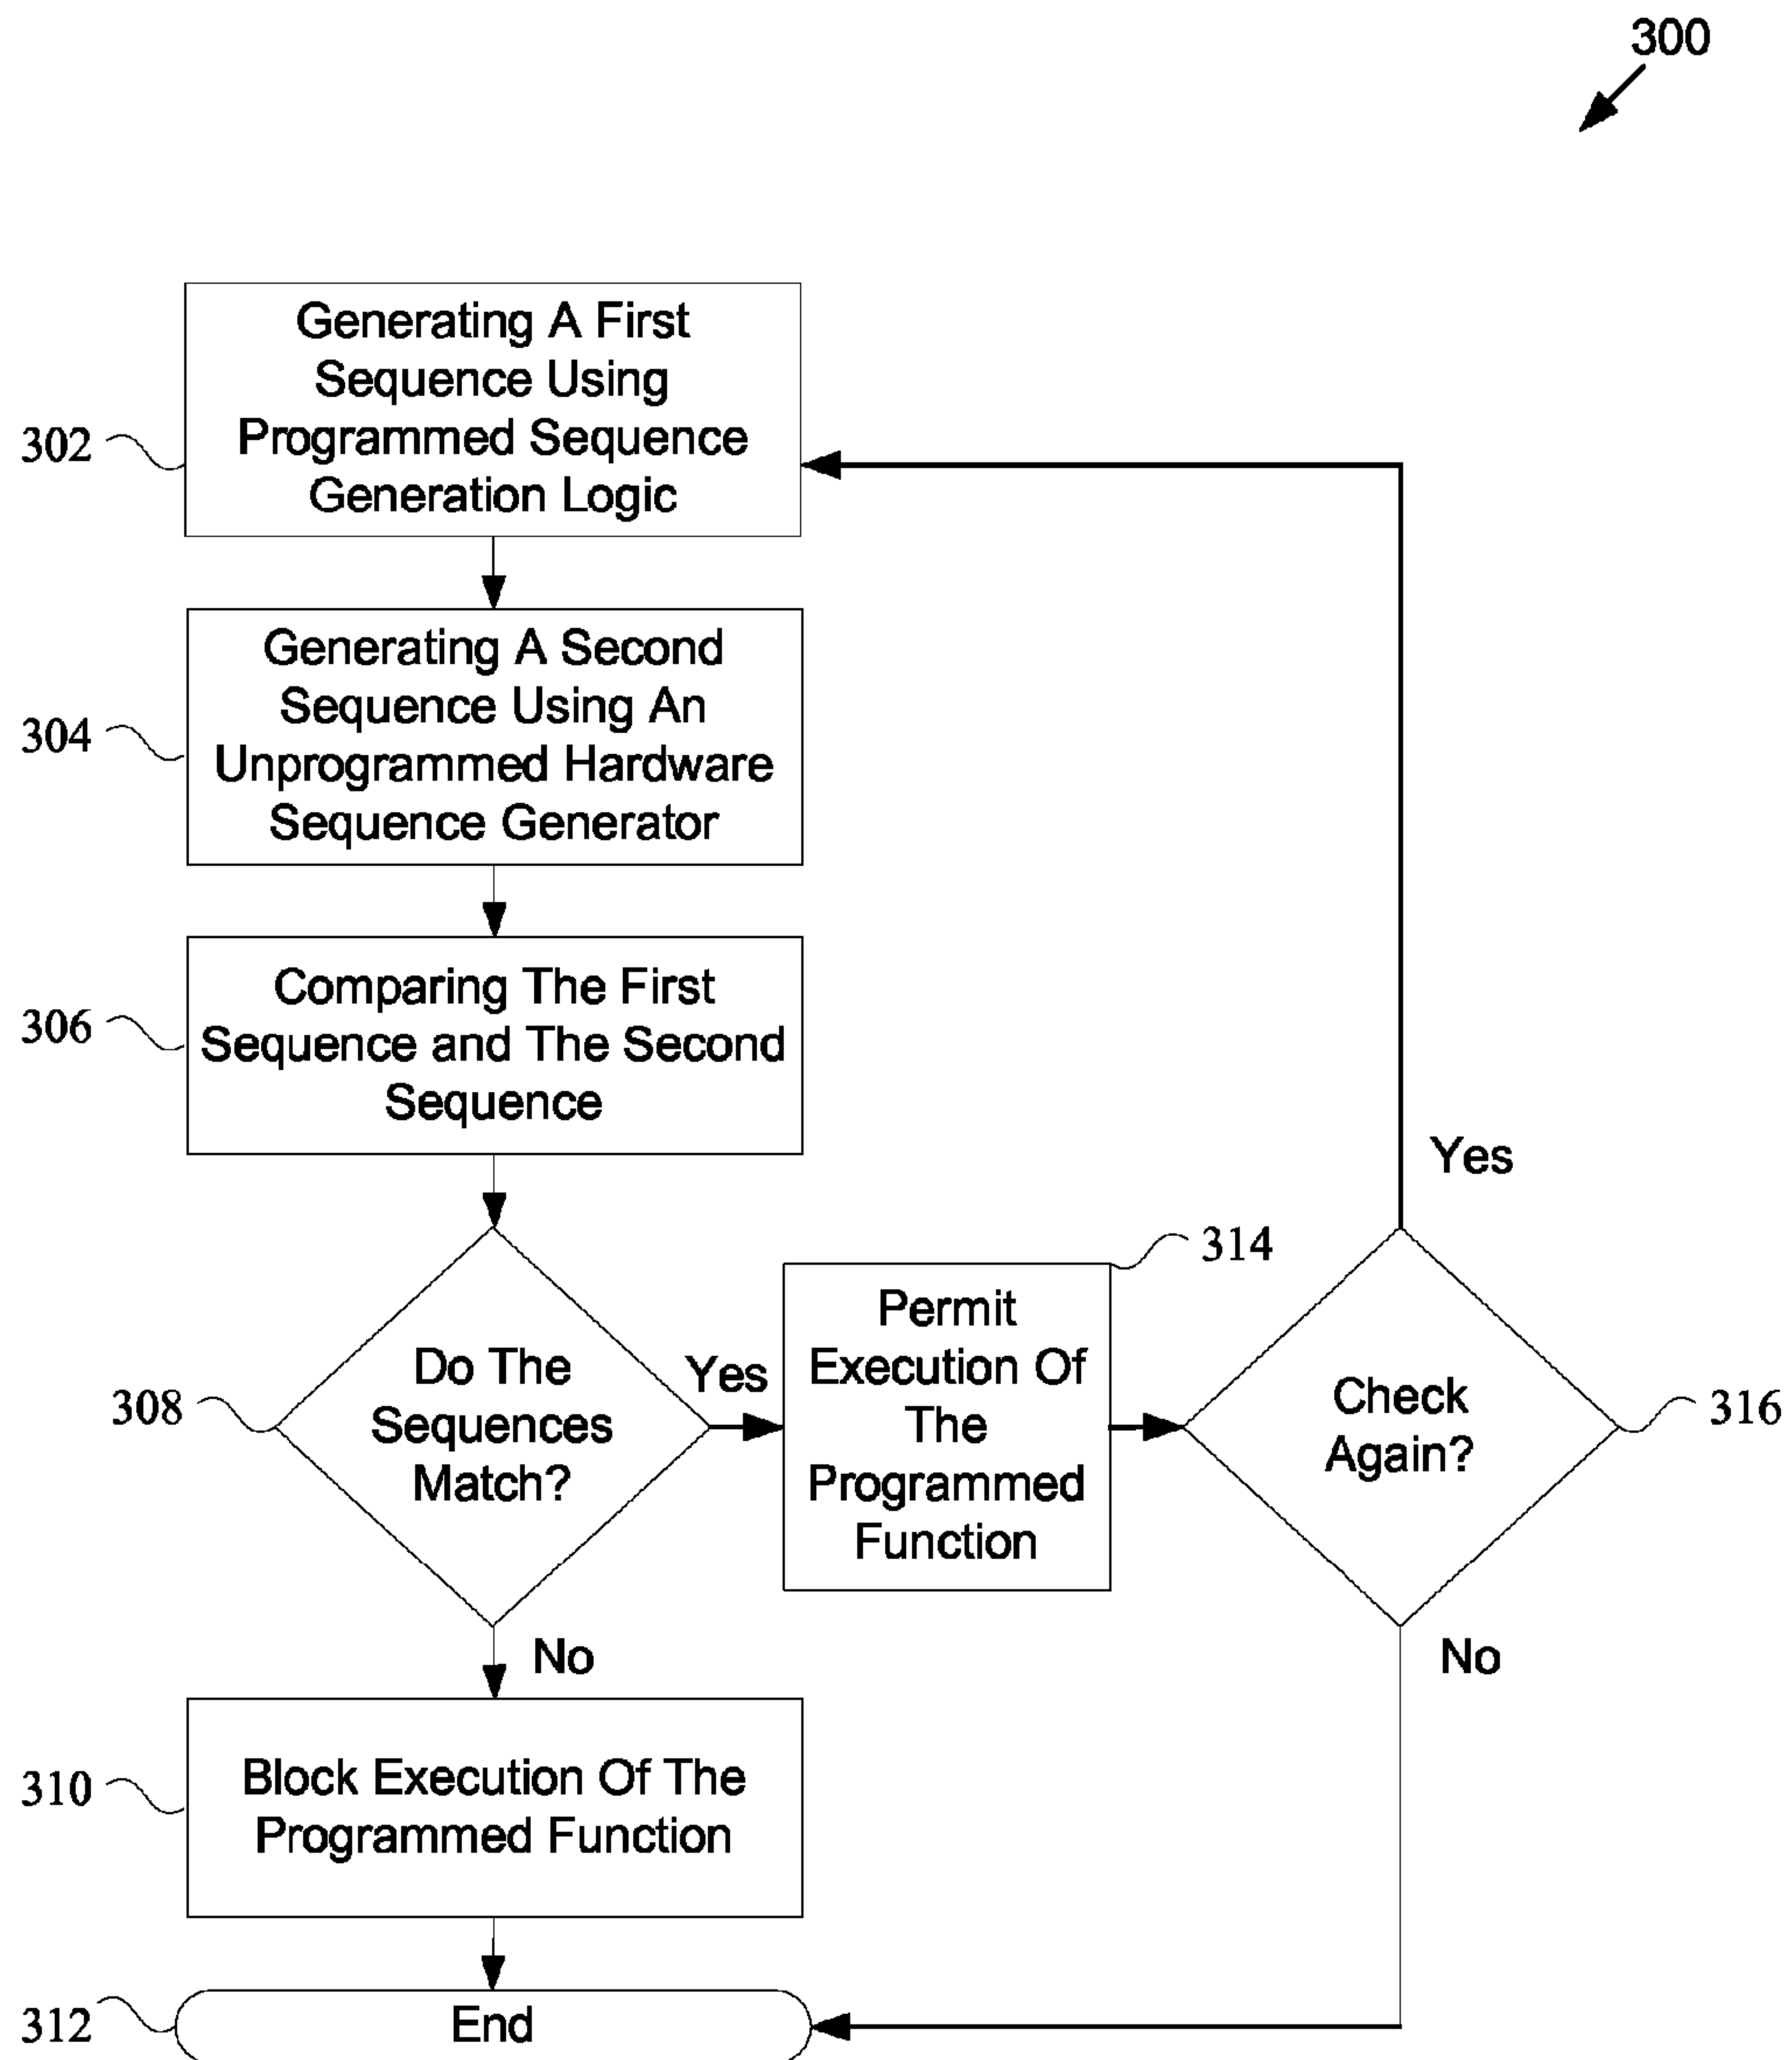 300
Generating A First
Sequence Using
Programmed Sequence
Generation Logic
302
Generating A Second
Sequence Using An
Unprogrammed Hardware
Sequence Generator
304
Comparing The First
Sequence and The Second
Sequence
306
Do The
Sequences
Match?
308
Yes
Permit
Execution Of
The
Programmed
Function
314
Check
Again?
316
Yes
No
No
Block Execution Of The
Programmed Function
310
End
312